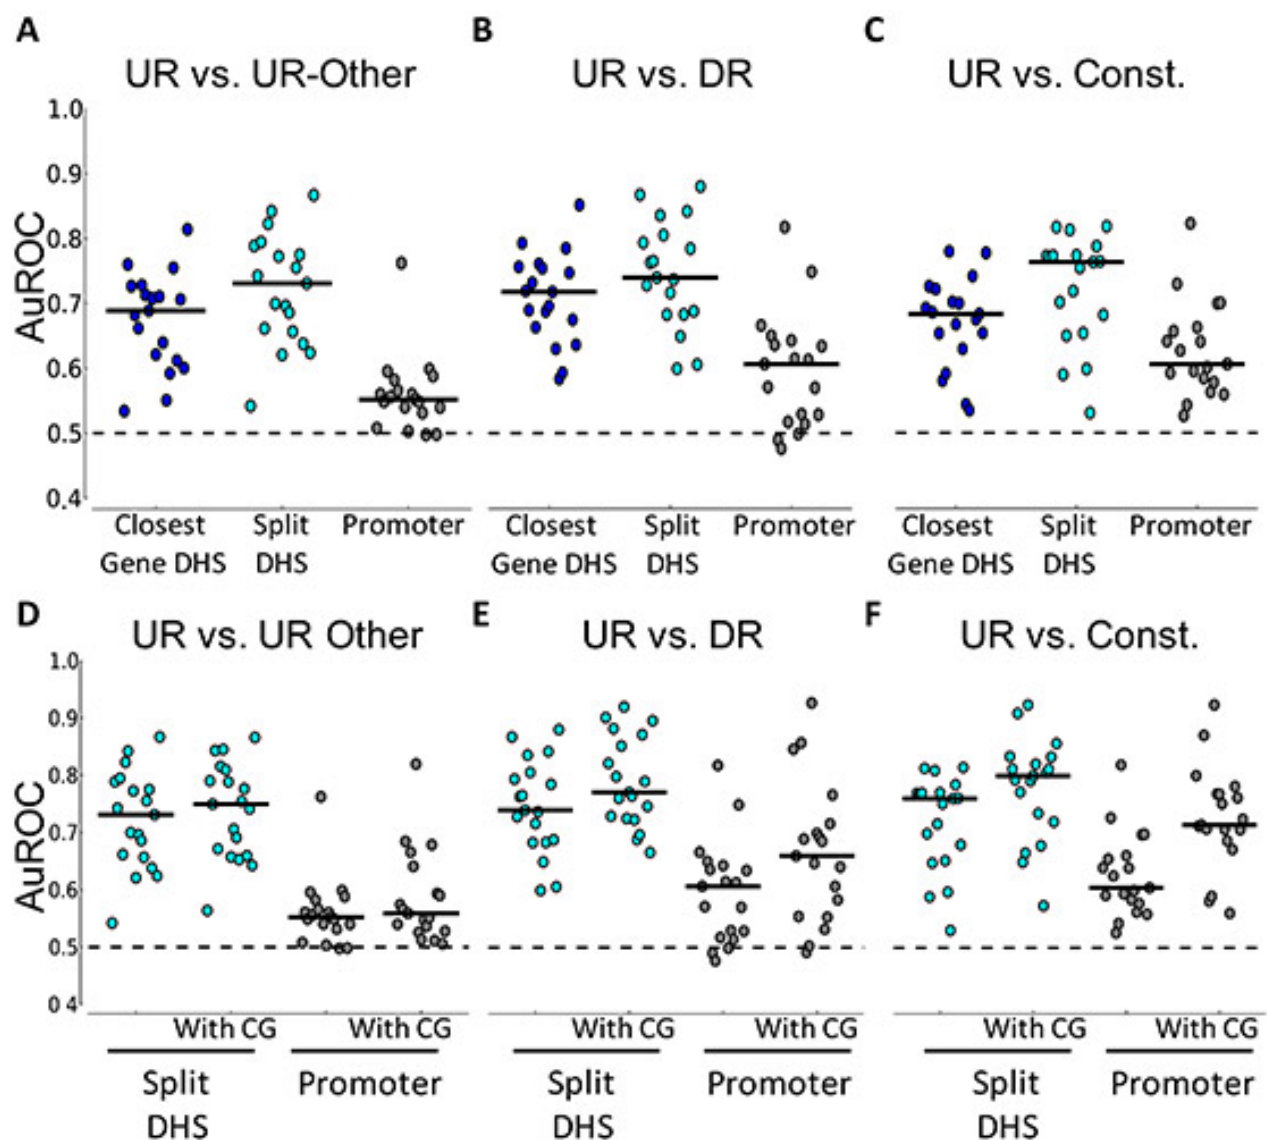 A
B
C
UR vs. UR-Other
UR vs. DR
UR vs. Const.
1.0
0.9
0.8
0.7
0.6
0.5
0.4
AuROC
Closest Gene DHS
Split DHS
Promoter
Closest Gene DHS
Split DHS
Promoter
Closest Gene DHS
Split DHS
Promoter
D
E
F
UR vs. UR Other
UR vs. DR
UR vs. Const.
1.0
0.9
0.8
0.7
0.6
0.5
0 4
AuROC
With CG
With CG
With CG
With CG
With CG
With CG
Split DHS
Promoter
Split DHS
Promoter
Split DHS
Promoter